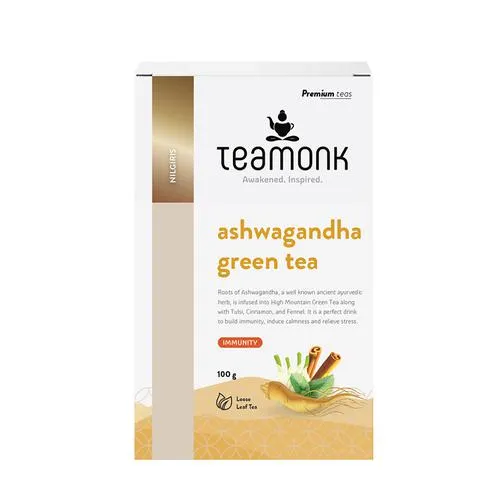 Premium teas
NILGIRIS
TEAMONK
Awakened. Inspired.
ashwagandha
green tea
Roots of Ashwagandha, a well known ancient ayurvedic
herb, is infused into High Mountain Green Tea along
with Tulsi, Cinnamon, and Fennel. It is a perfect drink
to build immunity, induce calmness and relieve stress.
IMMUNITY
100 g
Loose
Leaf Tea